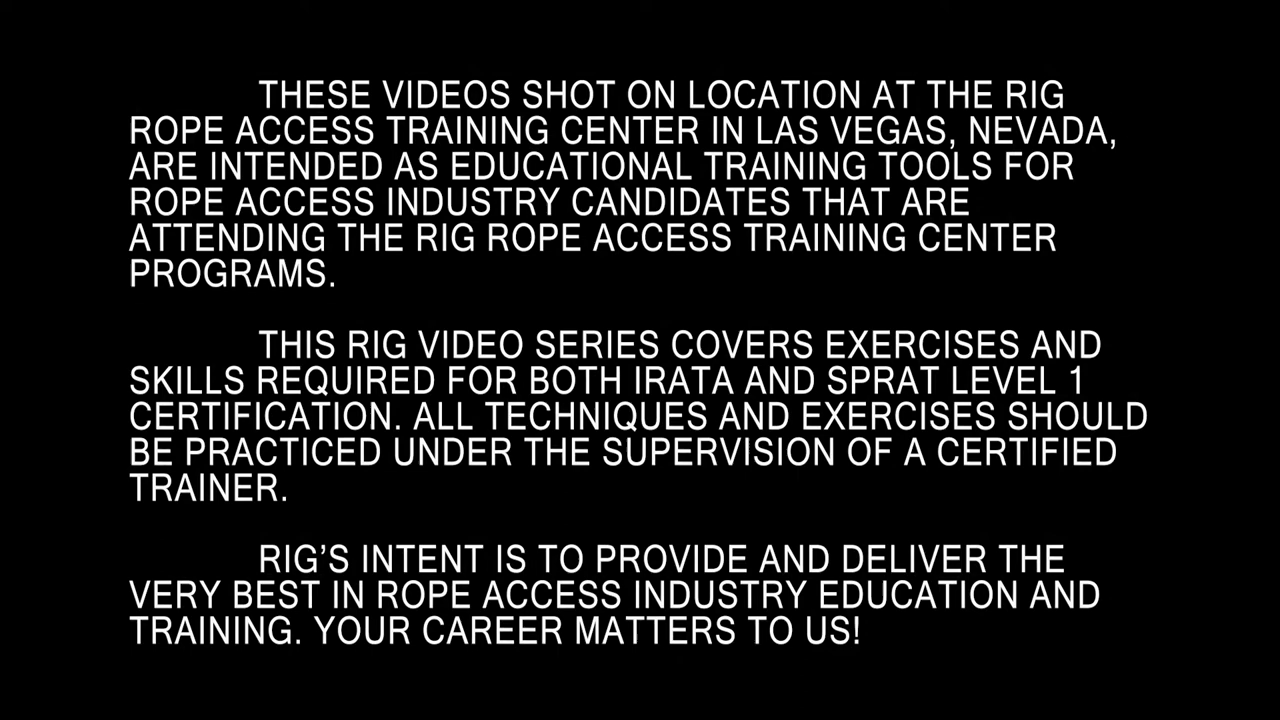 THESE VIDEOS SHOT ON LOCATION AT THE RIG
ROPE ACCESS TRAINING CENTER IN LAS VEGAS, NEVADA,
ARE INTENDED AS EDUCATIONAL TRAINING TOOLS FOR
ROPE ACCESS INDUSTRY CANDIDATES THAT ARE
ATTENDING THE RIG ROPE ACCESS TRAINING CENTER
PROGRAMS.
THIS RIG VIDEO SERIES COVERS EXERCISES AND
SKILLS REQUIRED FOR BOTH IRATA AND SPRAT LEVEL 1
CERTIFICATION. ALL TECHNIQUES AND EXERCISES SHOULD
BE PRACTICED UNDER THE SUPERVISION OF A CERTIFIED
TRAINER.
RIG’S INTENT IS TO PROVIDE AND DELIVER THE
VERY BEST IN ROPE ACCESS INDUSTRY EDUCATION AND
TRAINING. YOUR CAREER MATTERS TO US!